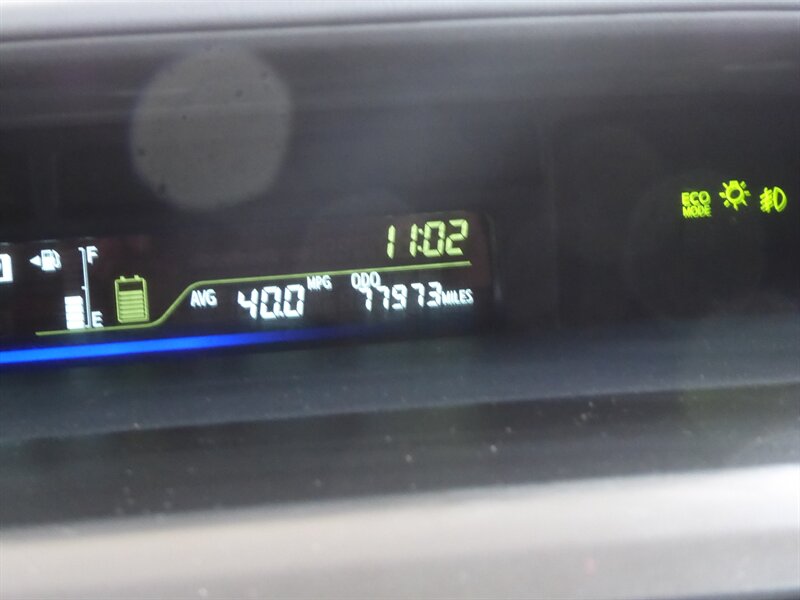 ECO
MODE
11:02
F
E
AVG 40.0 MPG ODO 77973 MILES